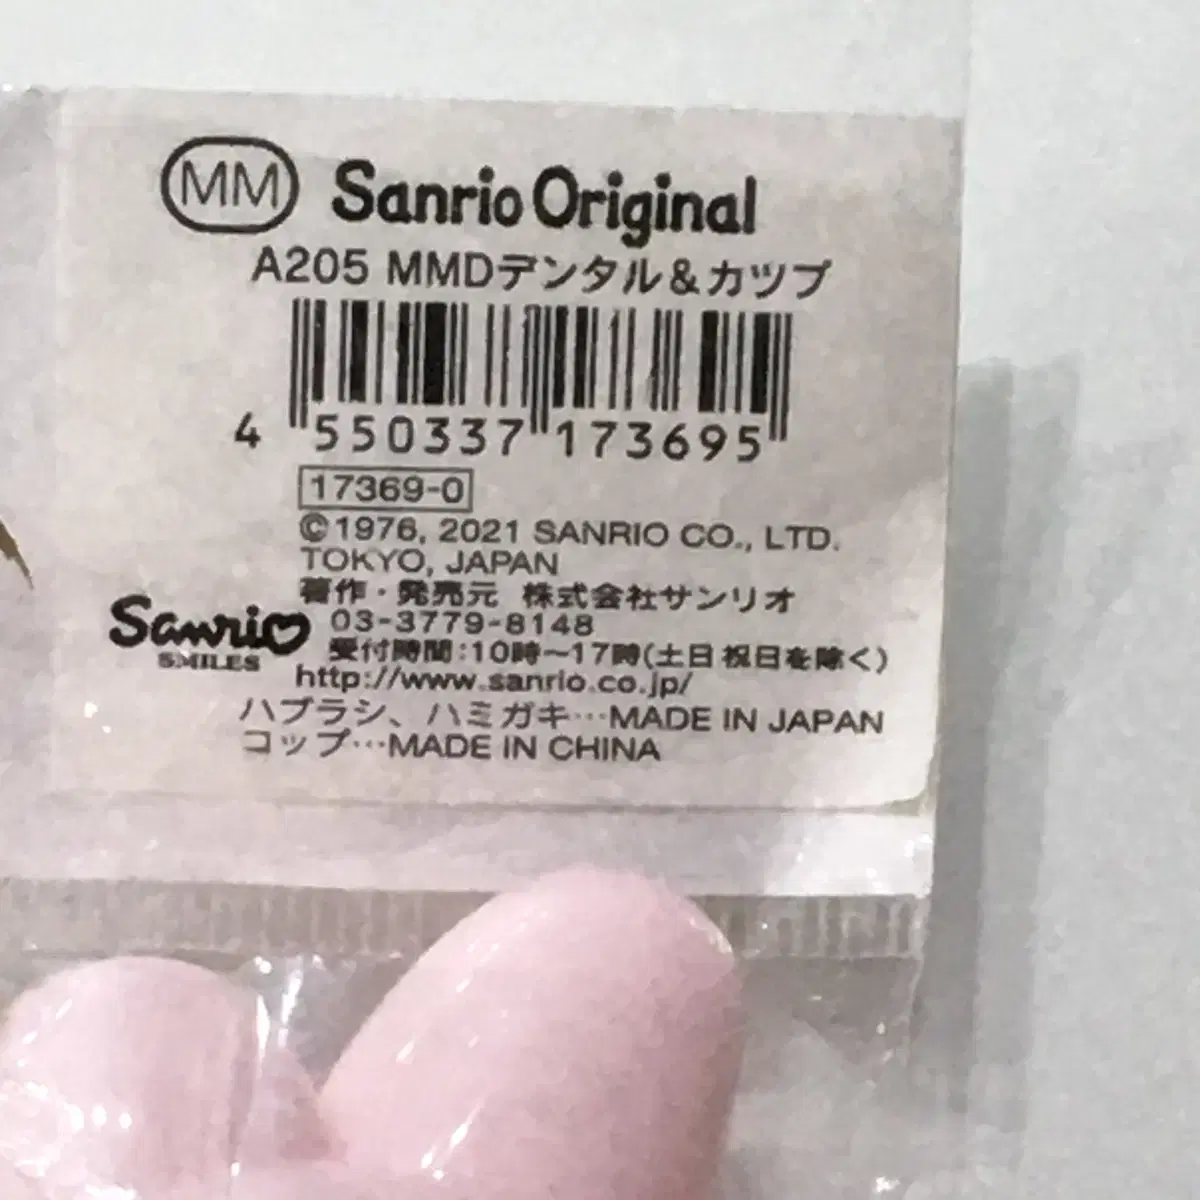 MM Sanrio Original
A205 MMDデンタル&カツプ
4 550337 173695
17369-0
©1976, 2021 SANRIO CO., LTD.
TOKYO, JAPAN
著作・発売元 株式会社サンリオ
Sanrio
SMILES
03-3779-8148
受付時間:10時～17時(土日祝日を除く)
http://www.sanrio.co.jp/
ハブラシ、ハミガキ…MADE IN JAPAN
コップ…MADE IN CHINA